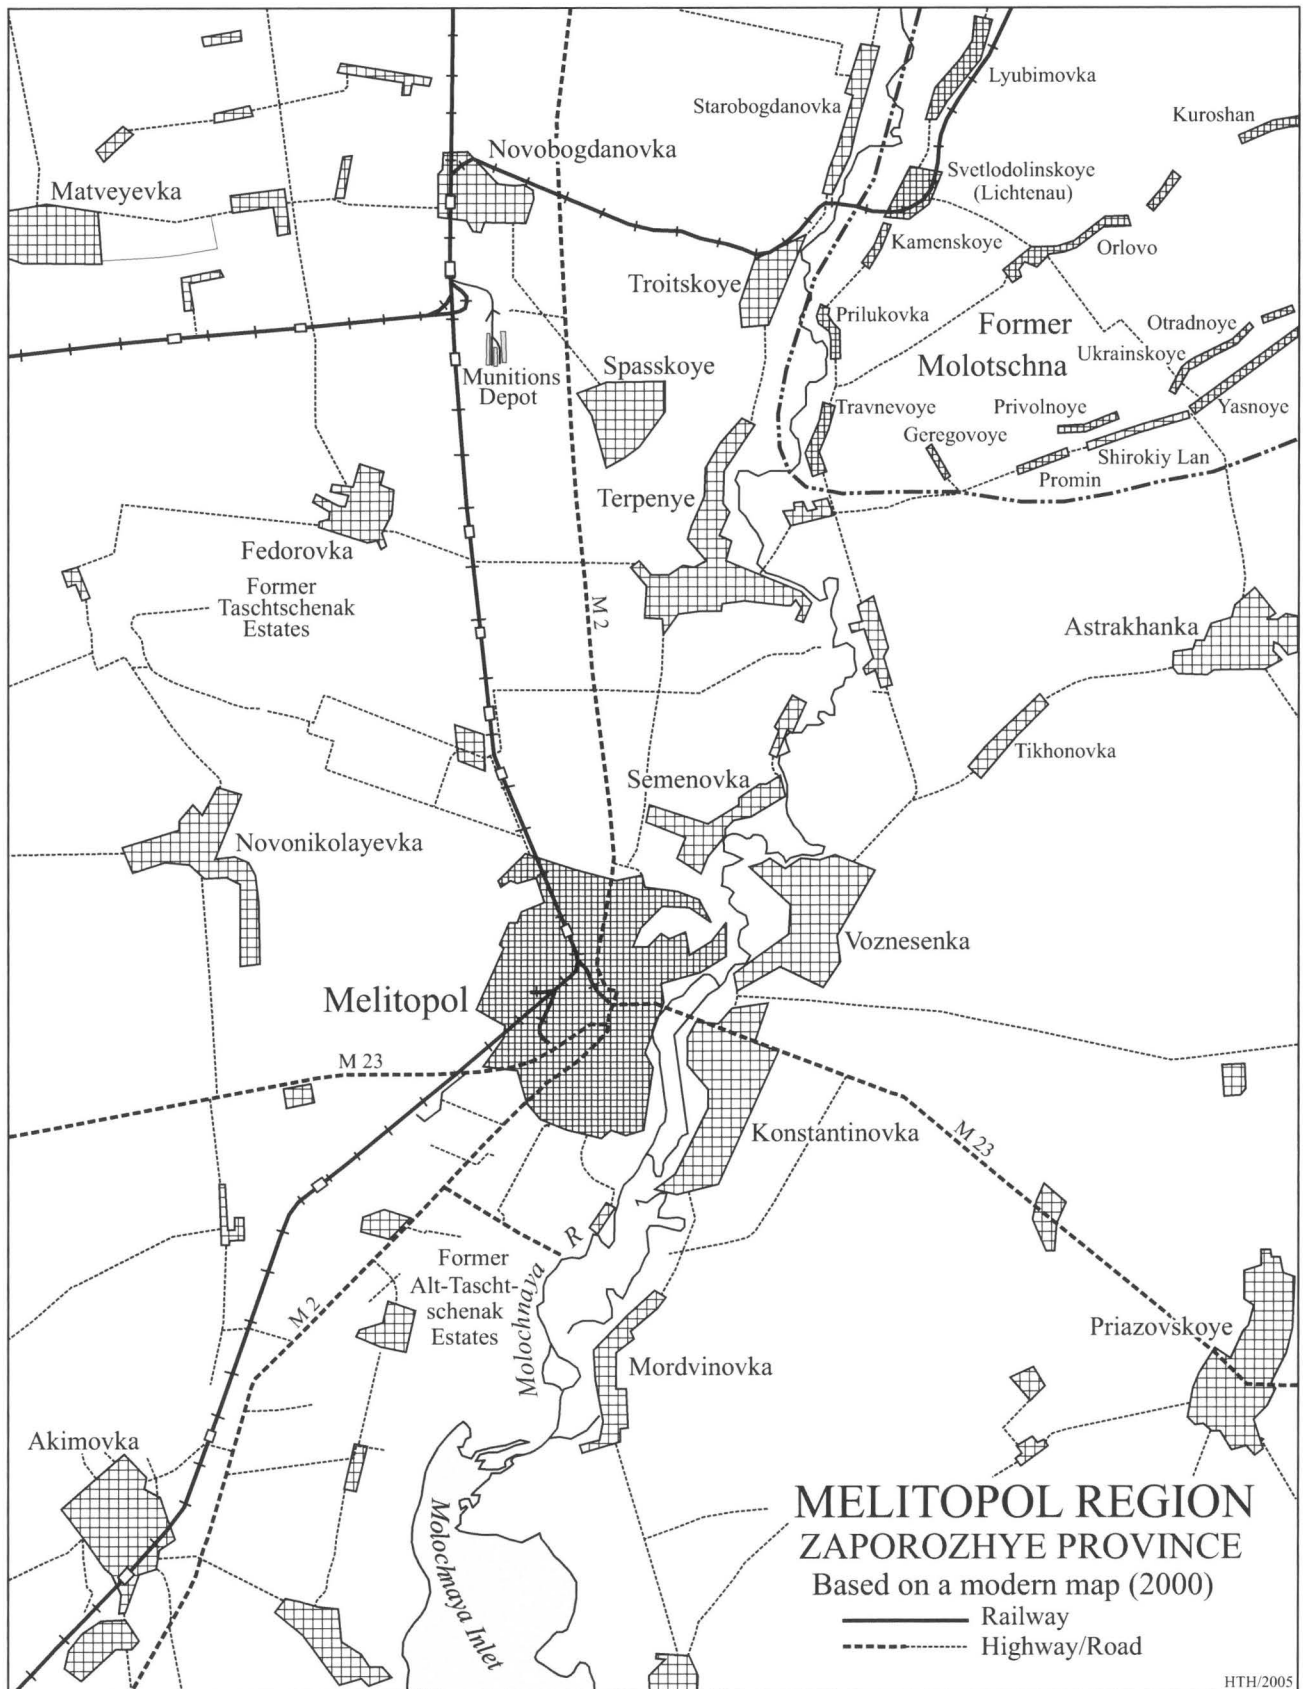 Lyubimovka
Starobogdanovka
Kuroshan
Novobogdanovka
Svetlodolinskoye
(Lichtenau)
Matveyevka
Kamenskoye
Orlovo
Troitskoye
Prilukovka
Former
Molotschna
Otradnoye
Ukrainskoye
Munitions
Depot
Spasskoye
Travnevoye
Privolnoye
Yasnoye
Geregovoye
Shirokiy Lan
Promin
Terpenye
Fedorovka
Former
Taschtschenak
Estates
M 2
Astrakhanka
Tikhonovka
Semenovka
Novonikolayevka
Voznesenka
Melitopol
M 23
Konstantinovka
M 23
Former
Alt-Tascht-
schenak
Estates
Molochnaya R
M 2
Priazovskoye
Mordvinovka
Akimovka
Molochnaya Inlet
MELITOPOL REGION
ZAPOROZHYE PROVINCE
Based on a modern map (2000)
Railway
Highway/Road
HTH/2005